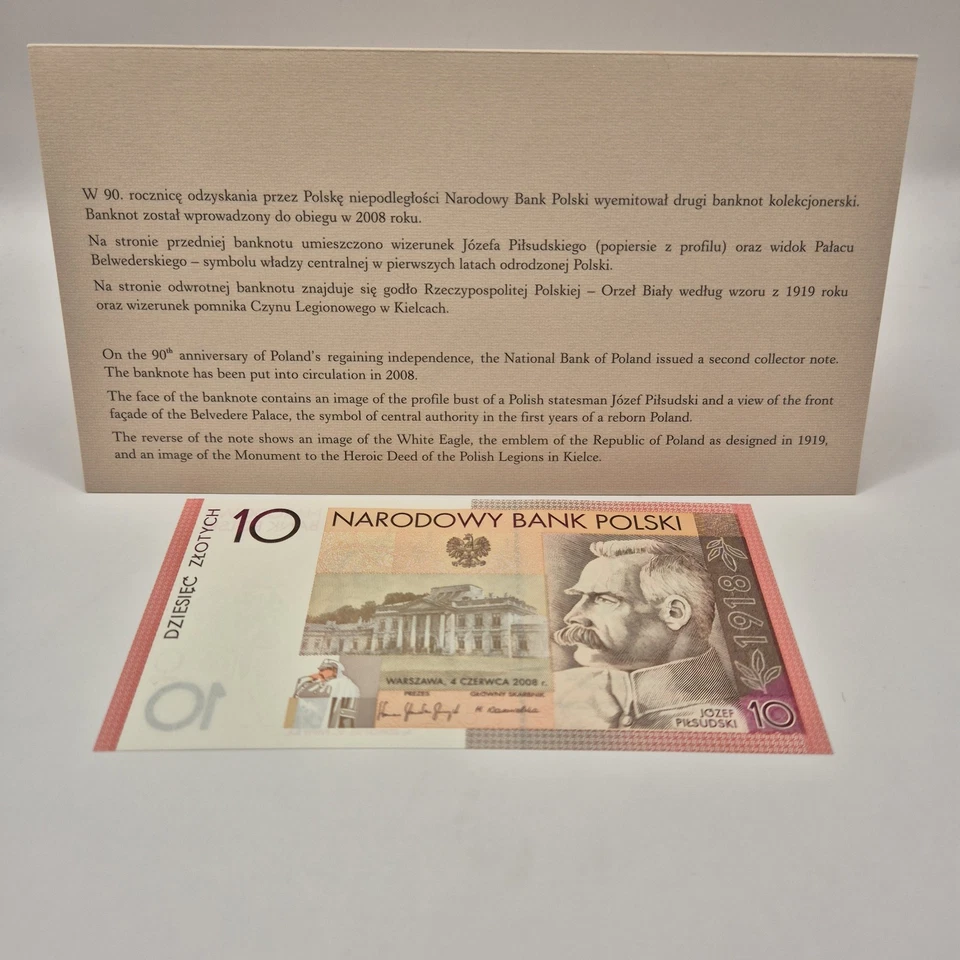 W 90. rocznicę odzyskania przez Polskę niepodległości Narodowy Bank Polski wyemitował drugi banknot kolekcjonerski.
Banknot został wprowadzony do obiegu w 2008 roku.
Na stronie przedniej banknotu umieszczono wizerunek Józefa Piłsudskiego (popiersie z profilu) oraz widok Pałacu
Belwederskiego – symbolu władzy centralnej w pierwszych latach odrodzonej Polski.
Na stronie odwrotnej banknotu znajduje się godło Rzeczypospolitej Polskiej – Orzeł Biały według wzoru z 1919 roku
oraz wizerunek pomnika Czynu Legionowego w Kielcach.
On the 90th anniversary of Poland's regaining independence, the National Bank of Poland issued a second collector note.
The banknote has been put into circulation in 2008.
The face of the banknote contains an image of the profile bust of a Polish statesman Józef Piłsudski and a view of the front
façade of the Belvedere Palace, the symbol of central authority in the first years of a reborn Poland.
The reverse of the note shows an image of the White Eagle, the emblem of the Republic of Poland as designed in 1919,
and an image of the Monument to the Heroic Deed of the Polish Legions in Kielce.
DZIESIĘĆ ZŁOTYCH
10
NARODOWY BANK POLSKI
1918
WARSZAWA, 4 CZERWCA 2008 r.
PREZES GŁÓWNY SKARBNIK
JÓZEF
PIŁSUDSKI
10
10